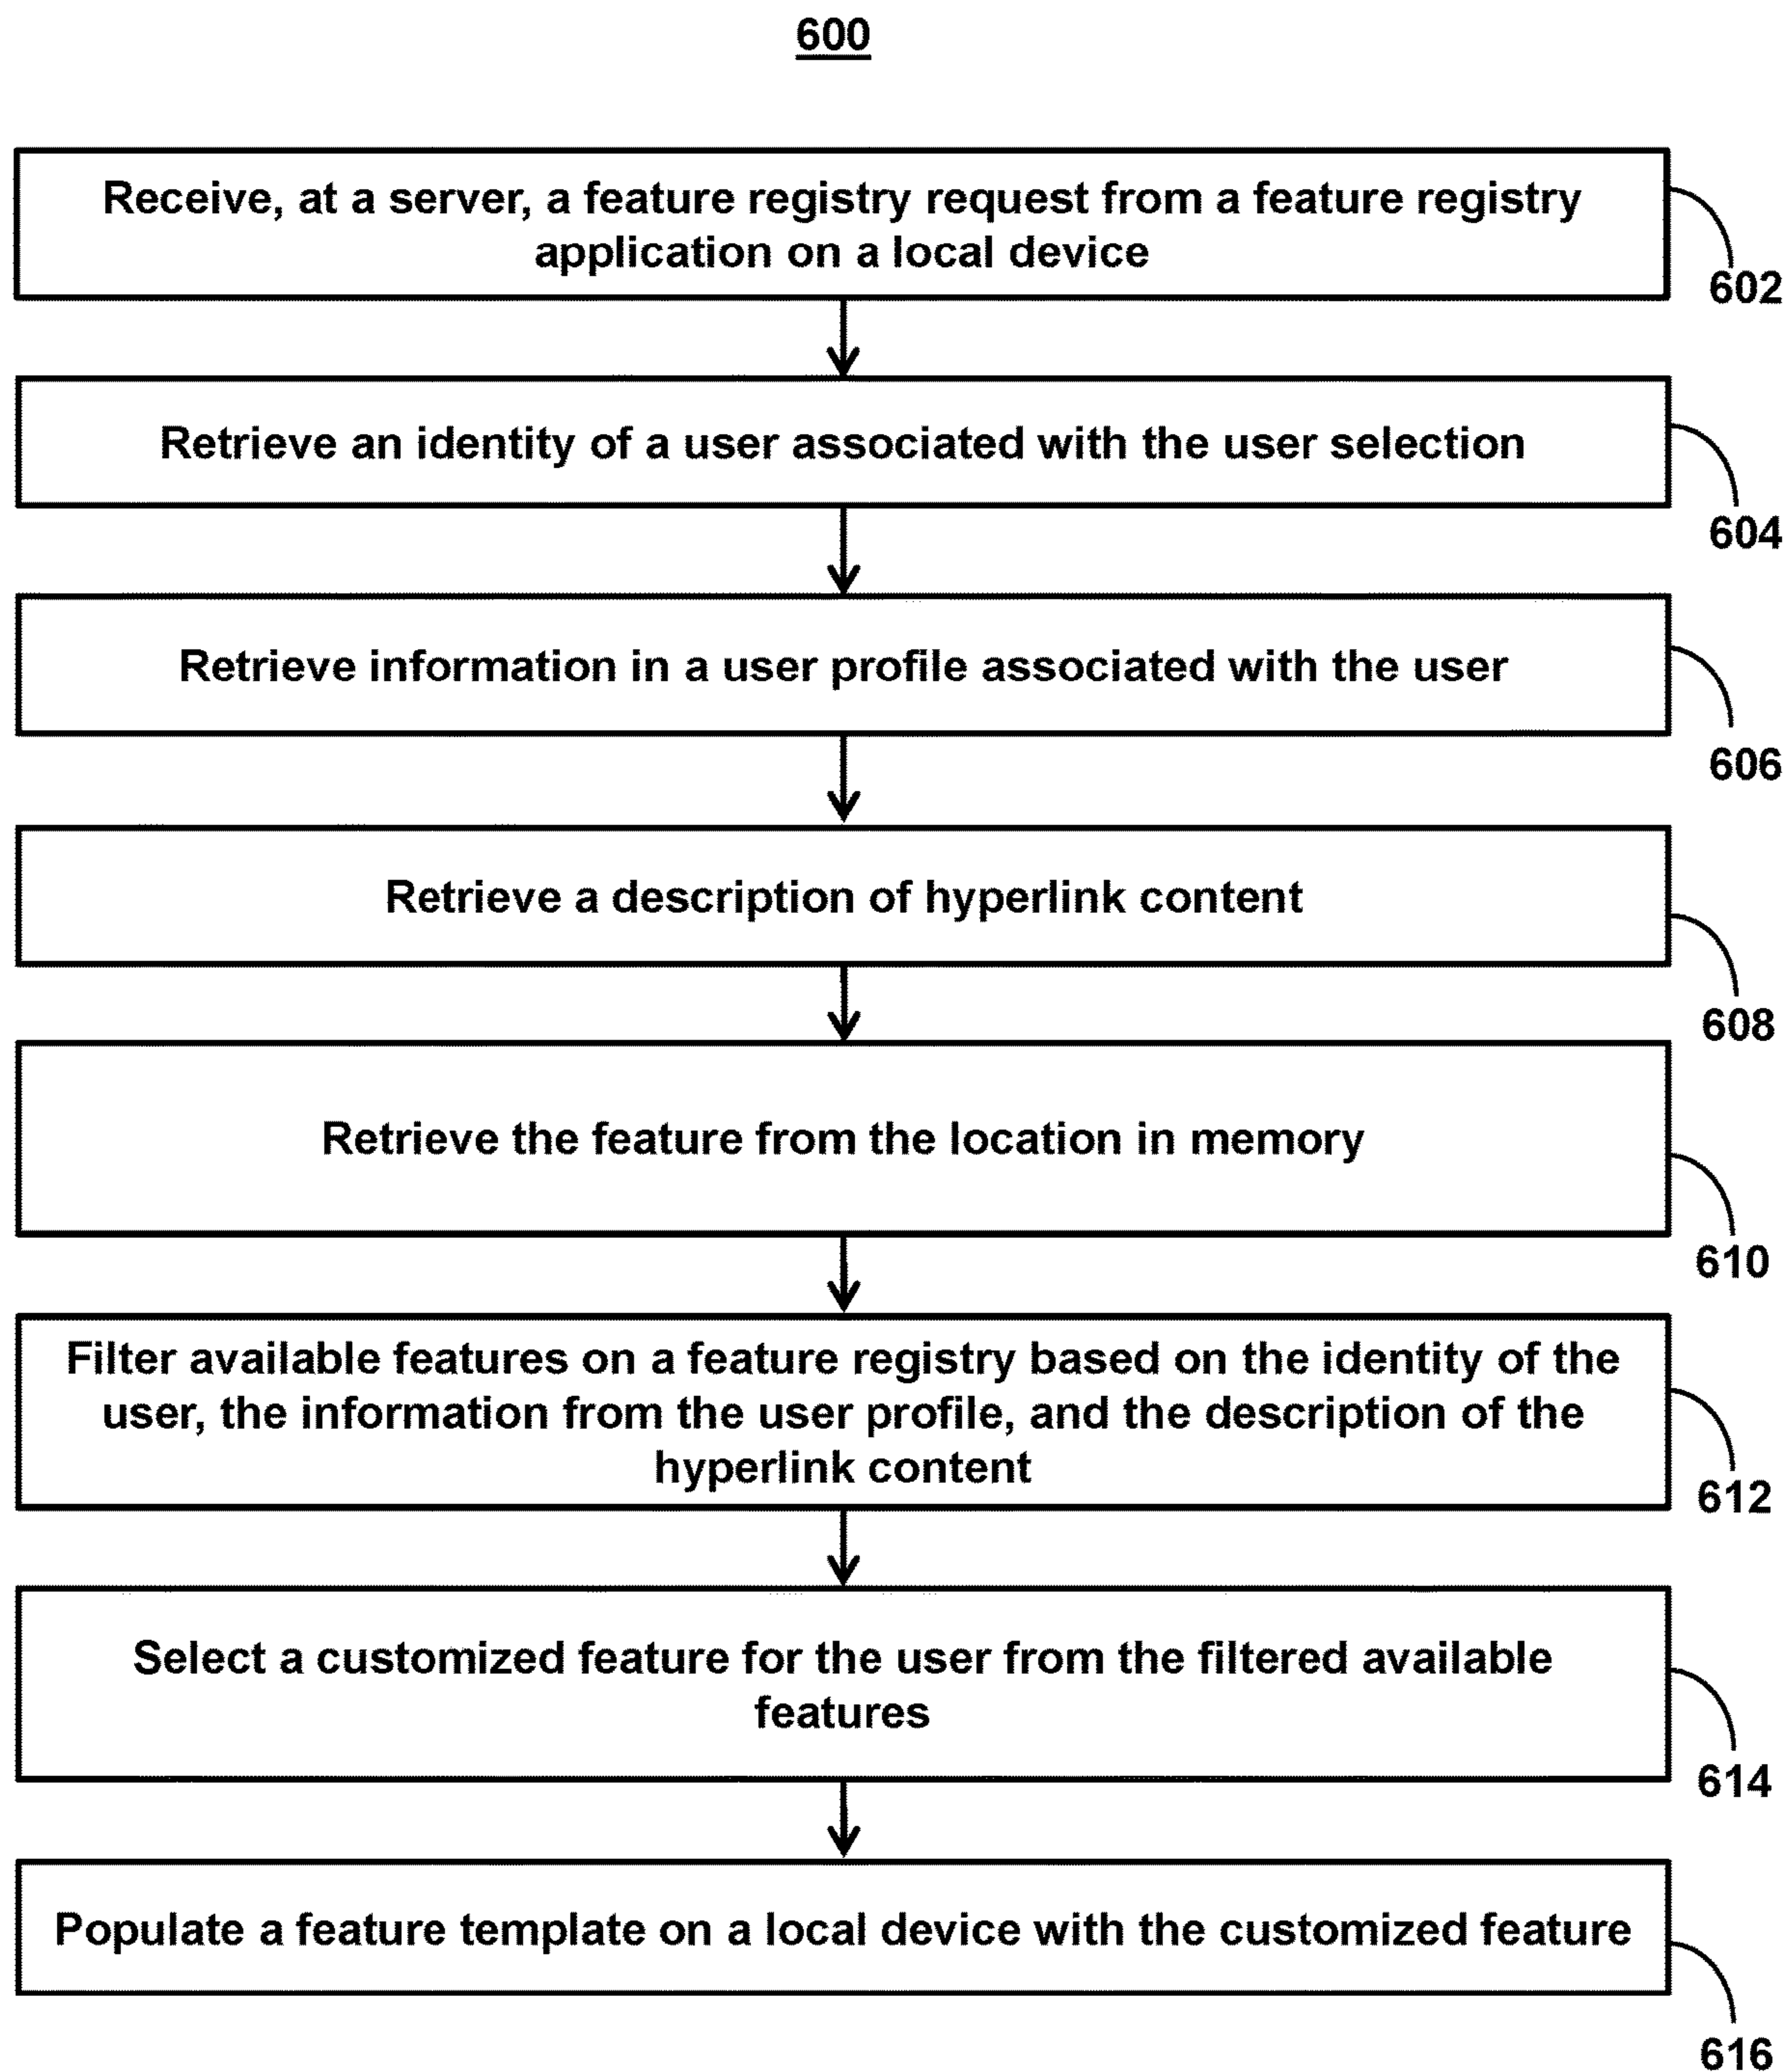 600
Receive, at a server, a feature registry request from a feature registry
application on a local device
602
Retrieve an identity of a user associated with the user selection
604
Retrieve information in a user profile associated with the user
606
Retrieve a description of hyperlink content
608
Retrieve the feature from the location in memory
610
Filter available features on a feature registry based on the identity of the
user, the information from the user profile, and the description of the
hyperlink content
612
Select a customized feature for the user from the filtered available
features
614
Populate a feature template on a local device with the customized feature
616